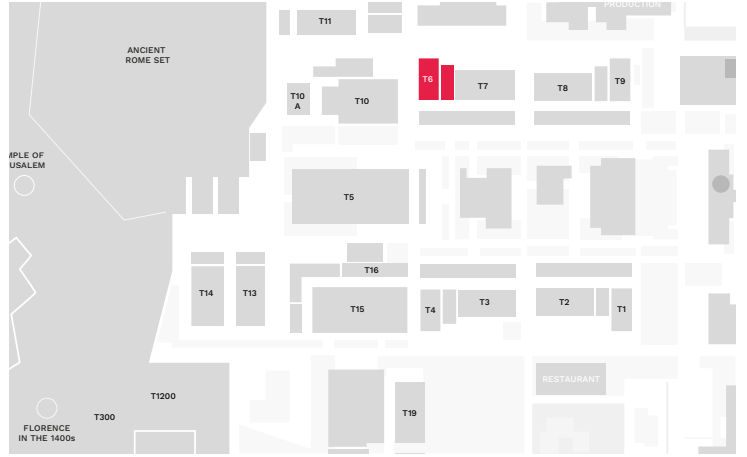 PRODUCTION
T11
ANCIENT
ROME SET
T6
T7
T8
T9
T10
A
T10
MPLE OF
USALEM
T5
T16
T14
T13
T15
T4
T3
T2
T1
RESTAURANT
T1200
T300
T19
FLORENCE
IN THE 1400s